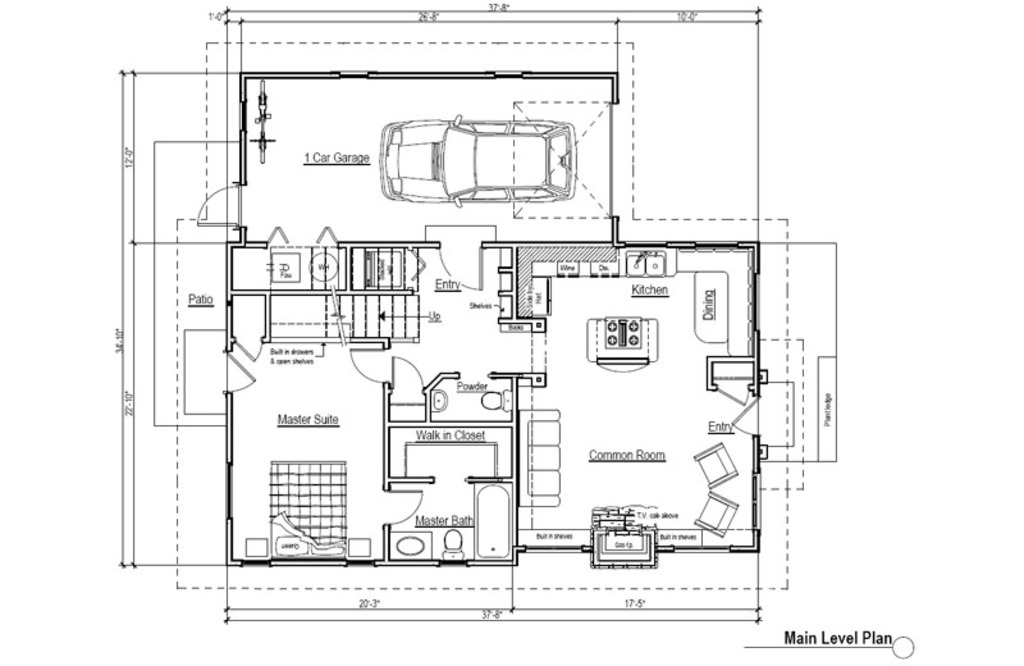 37'-8"
1'-0"
26'-8"
10'-0"
1 Car Garage
12'-0"
34'-10"
22'-10"
Patio
Fau
WH
Entry
Shelves
Up
Books
Wine
Dw.
Kitchen
Dining
Built in drawers
& open shelves
Powder
Master Suite
Walk in Closet
Master Bath
Queen
Entry
Plant ledge
Common Room
T.V. oak above
Built in shelves
Gas f.p.
Built in shelves
20'-3"
17'-5"
37'-8"
Main Level Plan